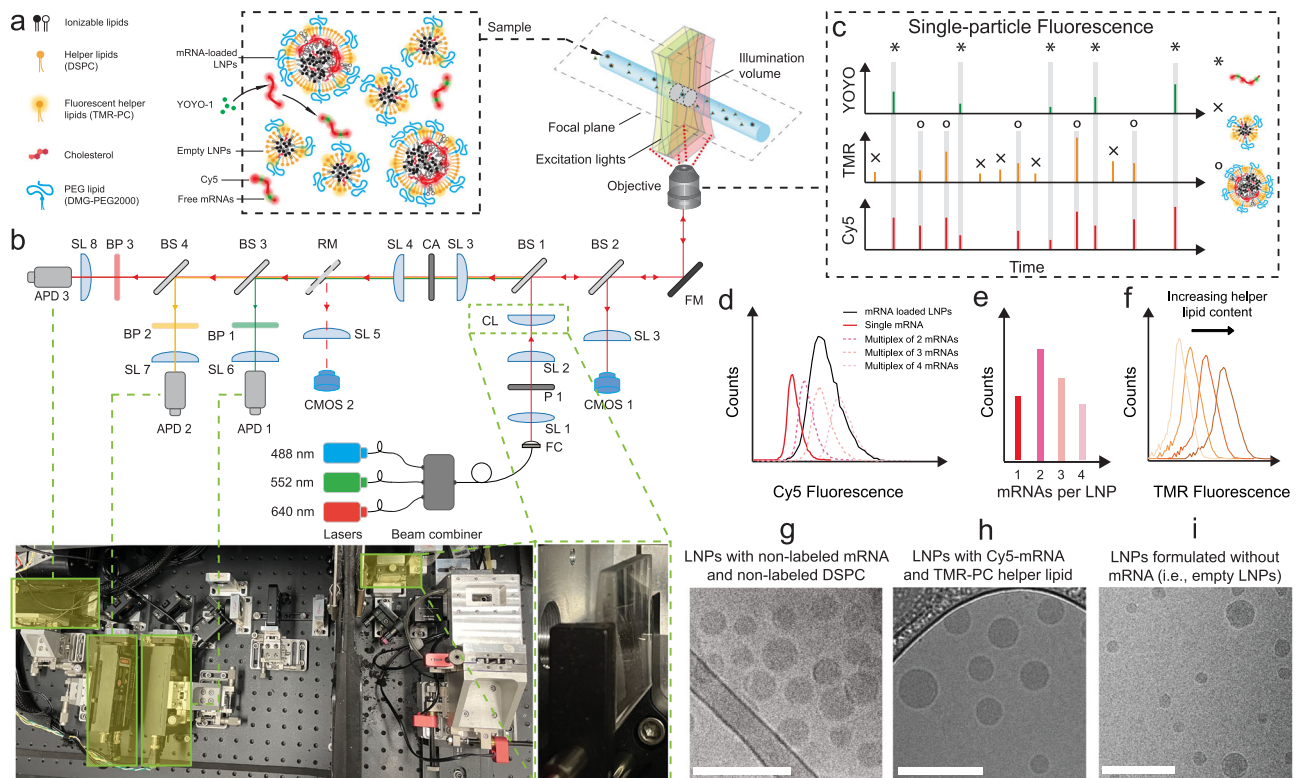 a
Ionizable lipids
Helper lipids
(DSPC)
Fluorescent helper
lipids (TMR-PC)
Cholesterol
PEG lipid
(DMG-PEG2000)
mRNA-loaded
LNPs
YOYO-1
Empty LNPs
Cy5
Free mRNAs
Sample
Illumination
volume
Focal plane
Excitation lights
Objective
c
Single-particle Fluorescence
* * * * *
YOYO
o o o o o
TMR
× × × × ×
Cy5
Time
*
×
o
b
SL 8
BP 3
BS 4
BS 3
RM
SL 4
CA
SL 3
BS 1
BS 2
APD 3
FM
BP 2
BP 1
SL 5
CL
SL 3
SL 7
SL 6
SL 2
CMOS 2
P 1
CMOS 1
APD 2
APD 1
SL 1
FC
488 nm
552 nm
640 nm
Lasers
Beam combiner
d
mRNA loaded LNPs
Single mRNA
Multiplex of 2 mRNAs
Multiplex of 3 mRNAs
Multiplex of 4 mRNAs
Counts
Cy5 Fluorescence
e
Counts
1 2 3 4
mRNAs per LNP
f
Increasing helper
lipid content
Counts
TMR Fluorescence
g
LNPs with non-labeled mRNA
and non-labeled DSPC
h
LNPs with Cy5-mRNA
and TMR-PC helper lipid
i
LNPs formulated without
mRNA (i.e., empty LNPs)